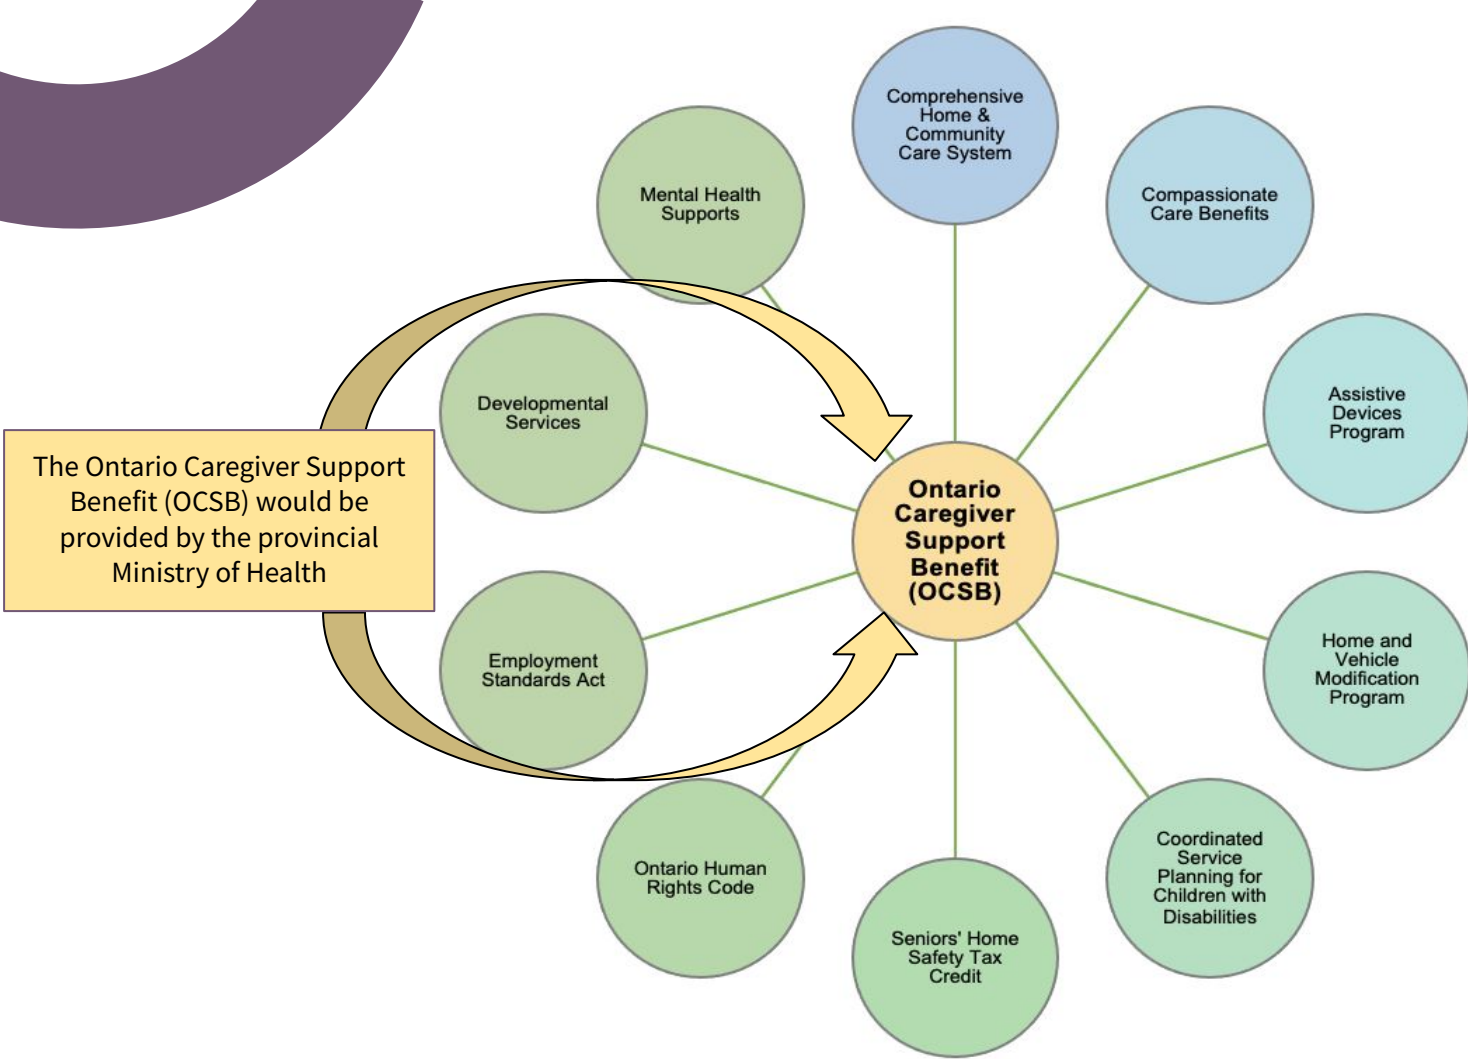 Comprehensive
Home &
Community
Care System
Mental Health
Supports
Compassionate
Care Benefits
Developmental
Services
Assistive
Devices
Program
The Ontario Caregiver Support
Benefit (OCSB) would be
provided by the provincial
Ministry of Health
Ontario
Caregiver
Support
Benefit
(OCSB)
Employment
Standards Act
Home and
Vehicle
Modification
Program
Ontario Human
Rights Code
Coordinated
Service
Planning for
Children with
Disabilities
Seniors' Home
Safety Tax
Credit